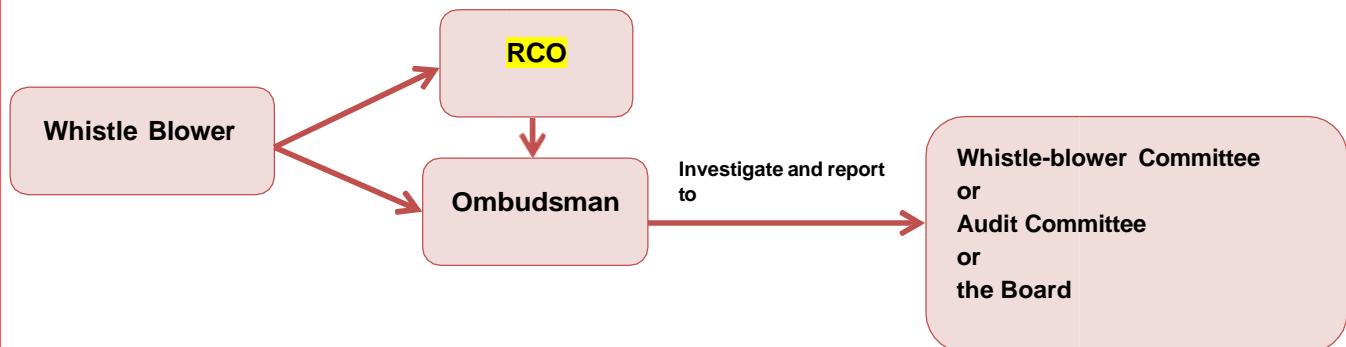 RCO
Whistle Blower
Ombudsman
Investigate and report
to
Whistle-blower Committee
or
Audit Committee
or
the Board